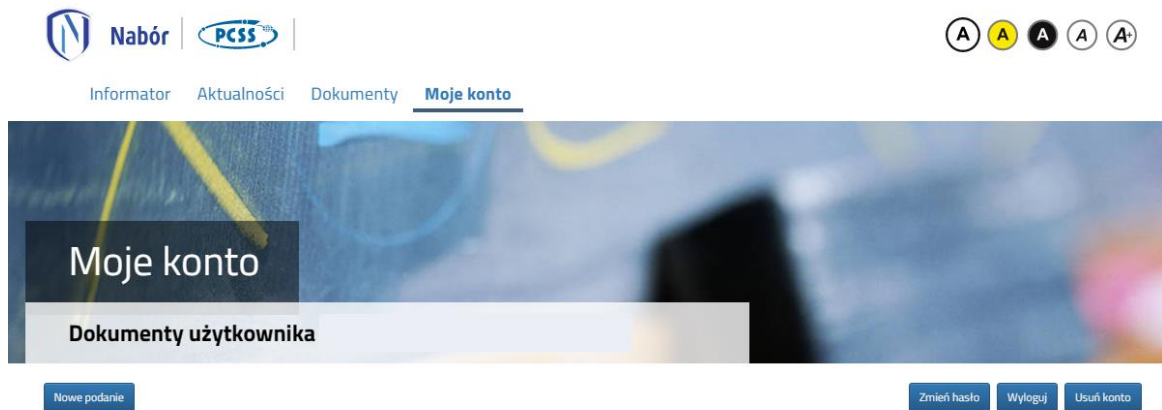 Nabór PCSS A A A A A+
Informator Aktualności Dokumenty Moje konto
Moje konto
Dokumenty użytkownika
Nowe podanie Zmień hasło Wyloguj Usuń konto